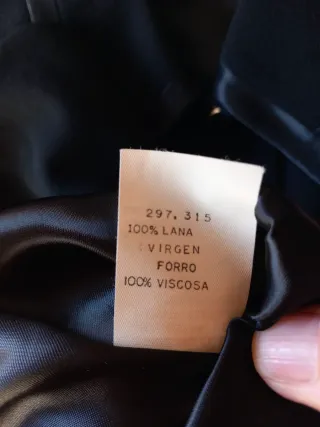 297.315
100% LANA
VIRGEN
FORRO
100% VISCOSA